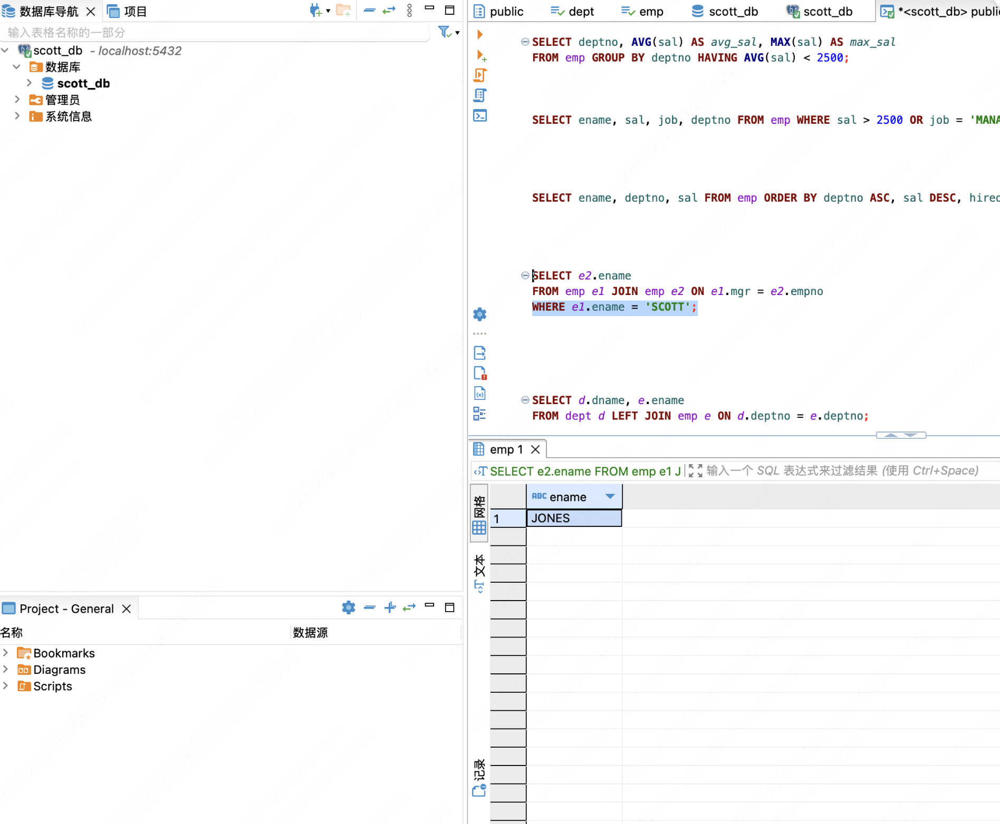 数据库导航
项目
输入表格名称的一部分
scott_db - localhost:5432
数据库
scott_db
管理员
系统信息
Project - General
名称 数据源
Bookmarks
Diagrams
Scripts
public dept emp scott_db scott_db *<scott_db> public
SELECT deptno, AVG(sal) AS avg_sal, MAX(sal) AS max_sal
FROM emp GROUP BY deptno HAVING AVG(sal) < 2500;
SELECT ename, sal, job, deptno FROM emp WHERE sal > 2500 OR job = 'MANA
SELECT ename, deptno, sal FROM emp ORDER BY deptno ASC, sal DESC, hired
SELECT e2.ename
FROM emp e1 JOIN emp e2 ON e1.mgr = e2.empno
WHERE e1.ename = 'SCOTT';
SELECT d.dname, e.ename
FROM dept d LEFT JOIN emp e ON d.deptno = e.deptno;
emp 1
SELECT e2.ename FROM emp e1 J
输入一个 SQL 表达式来过滤结果 (使用 Ctrl+Space)
网格
文本
记录
ABC ename
1 JONES